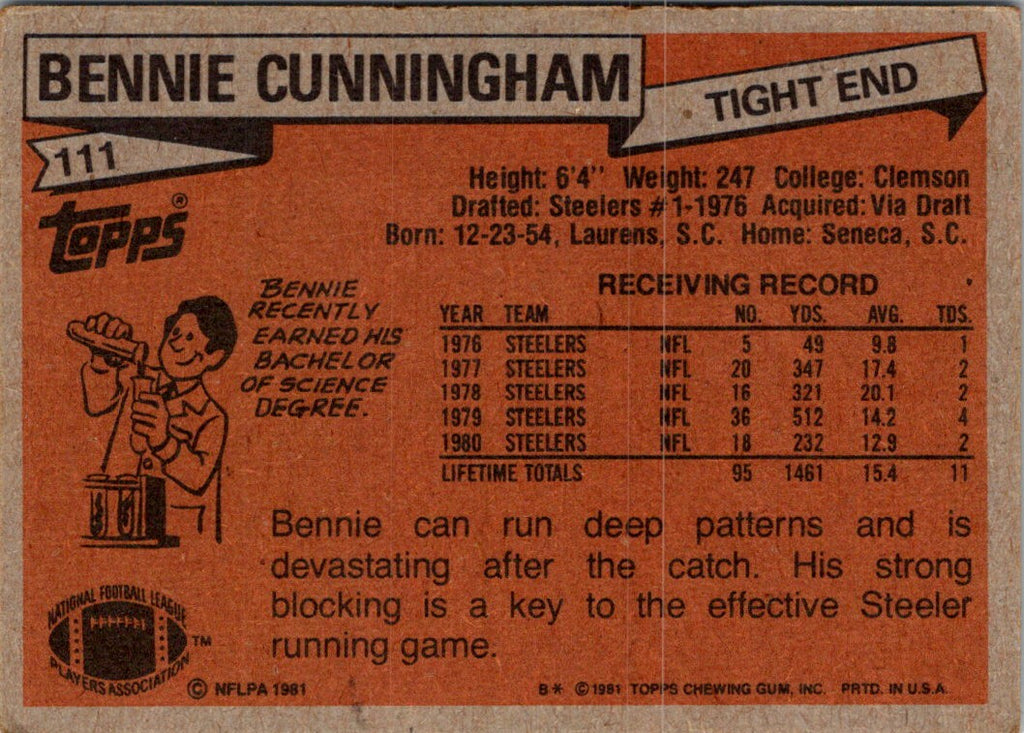 BENNIE CUNNINGHAM
TIGHT END
111
TOPPS®
Height: 6'4'' Weight: 247 College: Clemson
Drafted: Steelers #1-1976 Acquired: Via Draft
Born: 12-23-54, Laurens, S.C. Home: Seneca, S.C.
BENNIE
RECENTLY
EARNED HIS
BACHELOR
OF SCIENCE
DEGREE.
RECEIVING RECORD
YEAR TEAM NO. YDS. AVG. TDS.
1976 STEELERS NFL 5 49 9.8 1
1977 STEELERS NFL 20 347 17.4 2
1978 STEELERS NFL 16 321 20.1 2
1979 STEELERS NFL 36 512 14.2 4
1980 STEELERS NFL 18 232 12.9 2
LIFETIME TOTALS 95 1461 15.4 11
Bennie can run deep patterns and is
devastating after the catch. His strong
blocking is a key to the effective Steeler
running game.
NATIONAL FOOTBALL LEAGUE
PLAYERS ASSOCIATION
TM
© NFLPA 1981
B* ©1981 TOPPS CHEWING GUM, INC. PRTD. IN U.S.A.